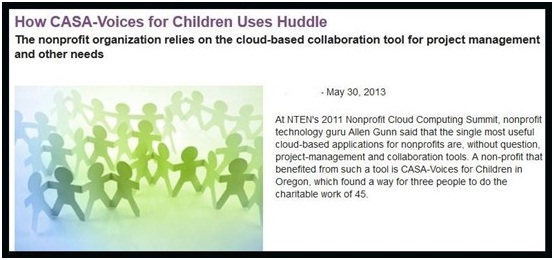 How CASA-Voices for Children Uses Huddle
The nonprofit organization relies on the cloud-based collaboration tool for project management
and other needs
- May 30, 2013
At NTEN's 2011 Nonprofit Cloud Computing Summit, nonprofit
technology guru Allen Gunn said that the single most useful
cloud-based applications for nonprofits are, without question,
project-management and collaboration tools. A non-profit that
benefited from such a tool is CASA-Voices for Children in
Oregon, which found a way for three people to do the
charitable work of 45.